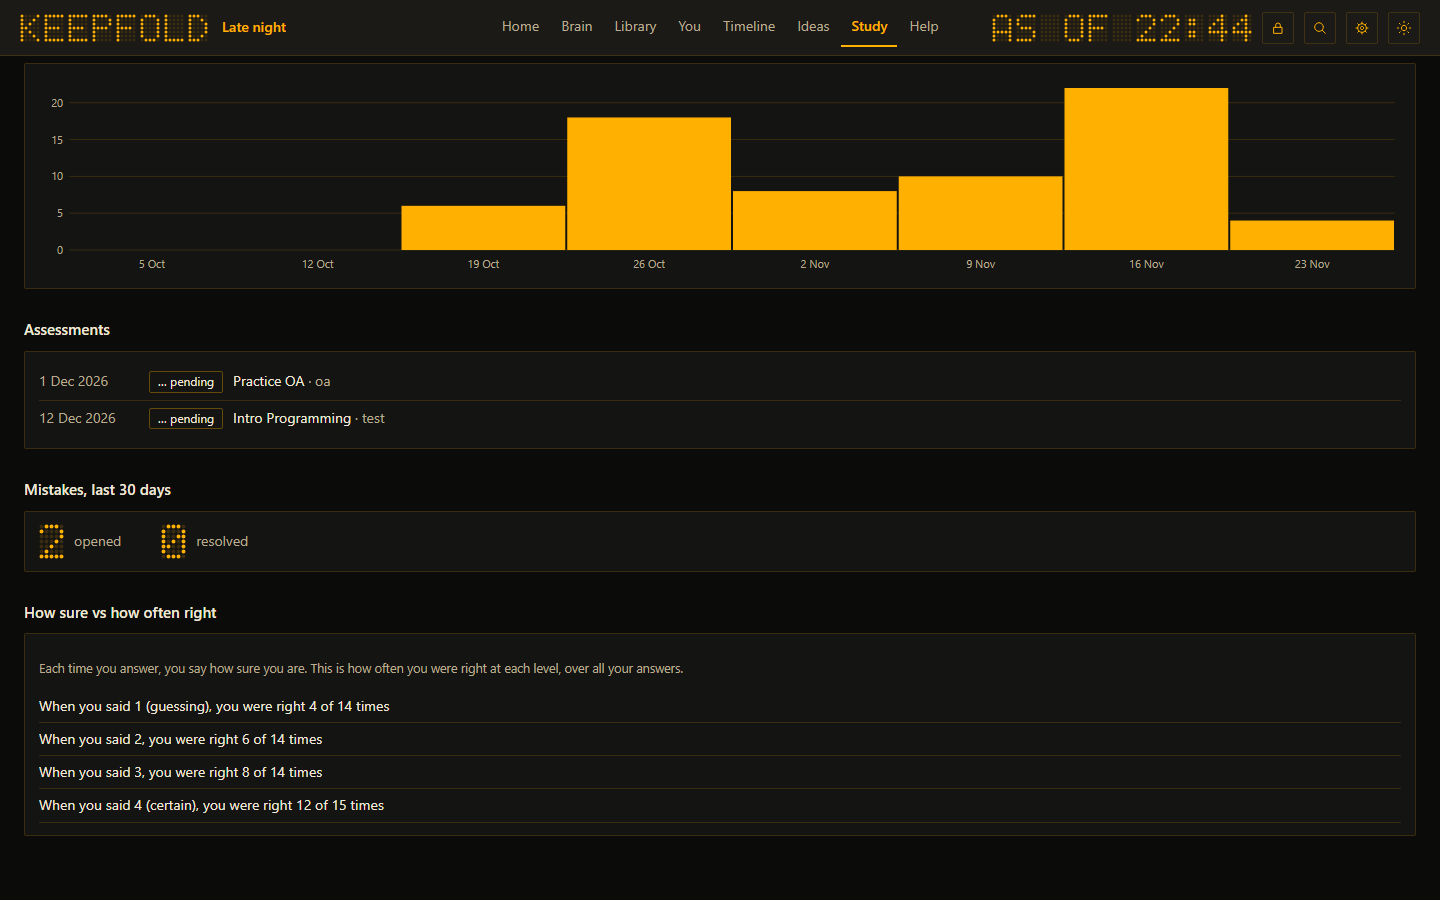 KEEPFOLD Late night Home Brain Library You Timeline Ideas Study Help AS OF 22:44
20
15
10
5
0
5 Oct 12 Oct 19 Oct 26 Oct 2 Nov 9 Nov 16 Nov 23 Nov
Assessments
1 Dec 2026 ... pending Practice OA · oa
12 Dec 2026 ... pending Intro Programming · test
Mistakes, last 30 days
2 opened 0 resolved
How sure vs how often right
Each time you answer, you say how sure you are. This is how often you were right at each level, over all your answers.
When you said 1 (guessing), you were right 4 of 14 times
When you said 2, you were right 6 of 14 times
When you said 3, you were right 8 of 14 times
When you said 4 (certain), you were right 12 of 15 times